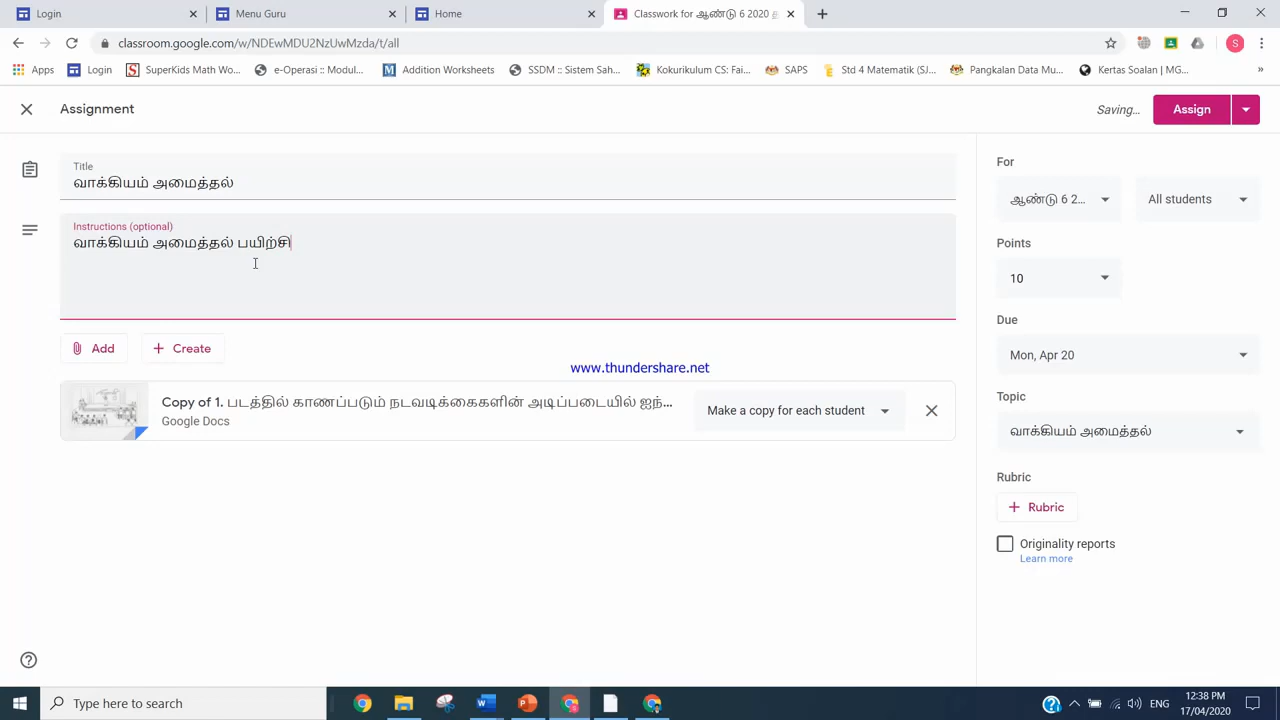 Login
Menu Guru
Home
Classwork for ஆண்டு 6 2020 த
classroom.google.com/w/NDEwMDU2NzUwMzda/t/all
S
Apps
Login
SuperKids Math Wo...
e-Operasi :: Modul...
Addition Worksheets
SSDM :: Sistem Sah...
Kokurikulum CS: Fai...
SAPS
Std 4 Matematik (SJ...
Pangkalan Data Mu...
Kertas Soalan | MG...
»
Assignment
Saving...
Assign
Title
வாக்கியம் அமைத்தல்
Instructions (optional)
வாக்கியம் அமைத்தல் பயிற்சி
Add
Create
www.thundershare.net
Copy of 1. படத்தில் காணப்படும் நடவடிக்கைகளின் அடிப்படையில் ஐந்...
Google Docs
Make a copy for each student
For
ஆண்டு 6 2...
All students
Points
10
Due
Mon, Apr 20
Topic
வாக்கியம் அமைத்தல்
Rubric
Rubric
Originality reports
Learn more
Type here to search
ENG
12:38 PM
17/04/2020